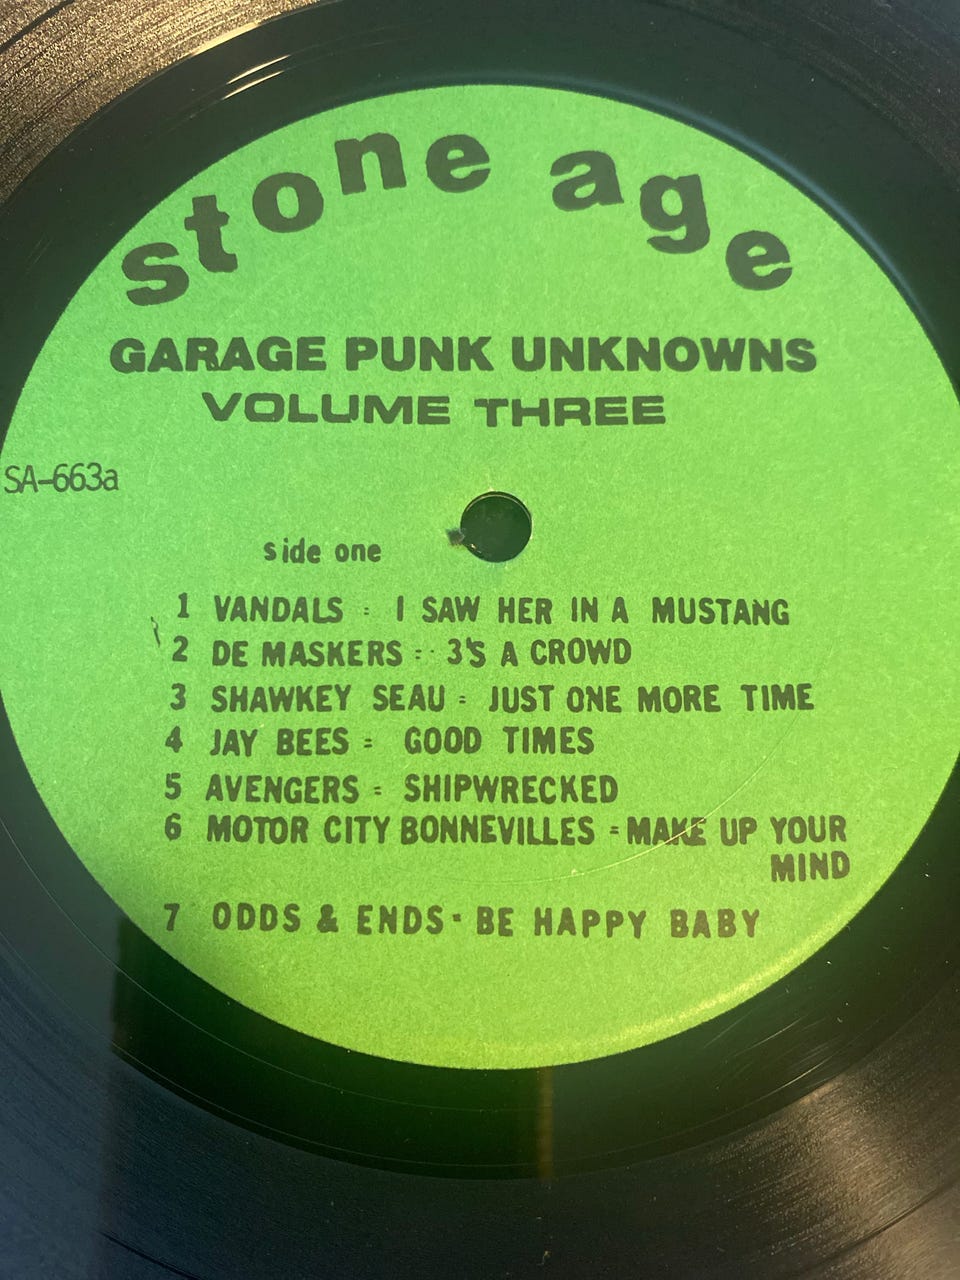 stone age
GARAGE PUNK UNKNOWNS
VOLUME THREE
SA-663a
side one
1 VANDALS = I SAW HER IN A MUSTANG
2 DE MASKERS = 3'S A CROWD
3 SHAWKEY SEAU = JUST ONE MORE TIME
4 JAY BEES = GOOD TIMES
5 AVENGERS = SHIPWRECKED
6 MOTOR CITY BONNEVILLES = MAKE UP YOUR
MIND
7 ODDS & ENDS - BE HAPPY BABY